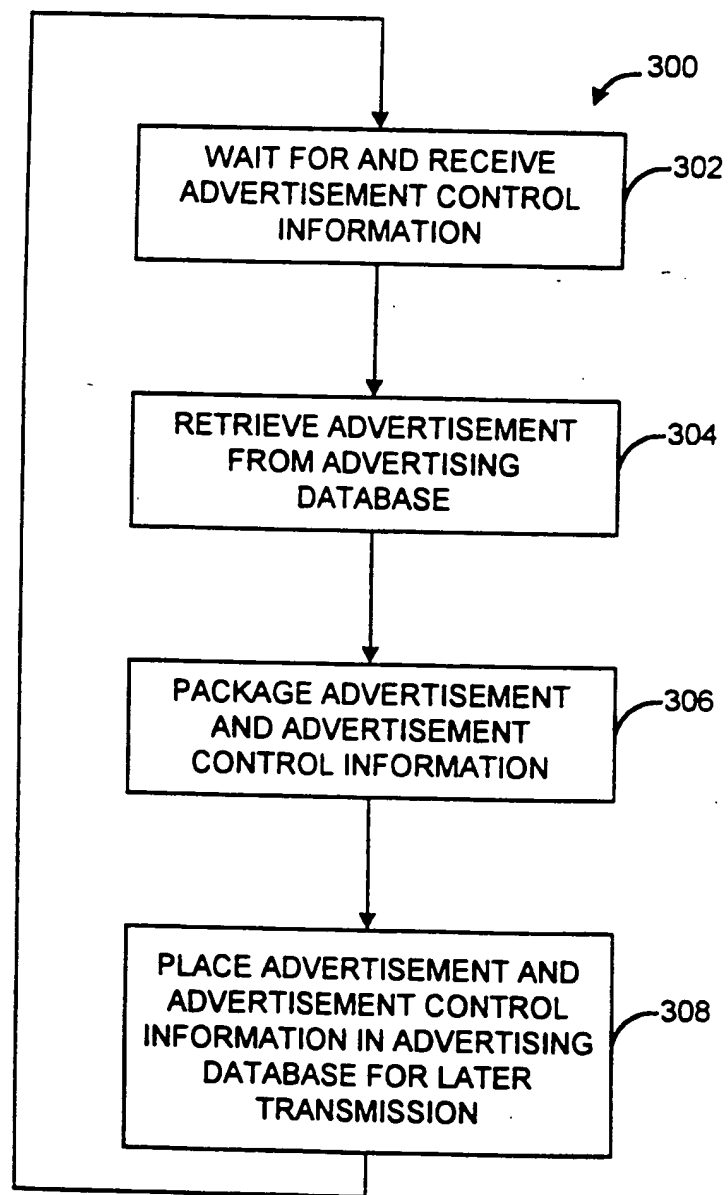 300
WAIT FOR AND RECEIVE
ADVERTISEMENT CONTROL
INFORMATION
302
RETRIEVE ADVERTISEMENT
FROM ADVERTISING
DATABASE
304
PACKAGE ADVERTISEMENT
AND ADVERTISEMENT
CONTROL INFORMATION
306
PLACE ADVERTISEMENT AND
ADVERTISEMENT CONTROL
INFORMATION IN ADVERTISING
DATABASE FOR LATER
TRANSMISSION
308